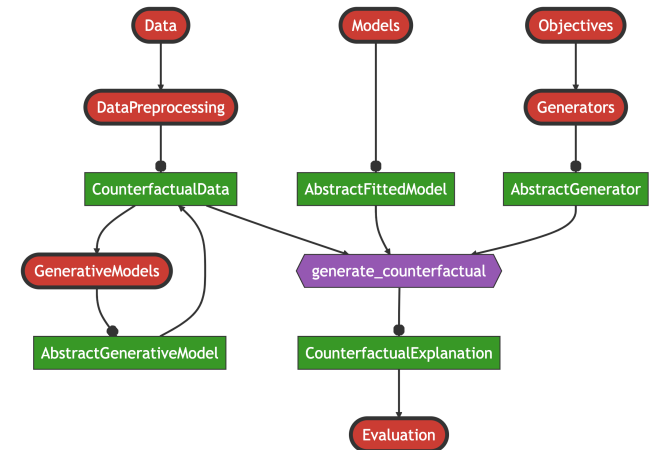 Data
Models
Objectives
DataPreprocessing
Generators
CounterfactualData
AbstractFittedModel
AbstractGenerator
GenerativeModels
generate_counterfactual
AbstractGenerativeModel
CounterfactualExplanation
Evaluation